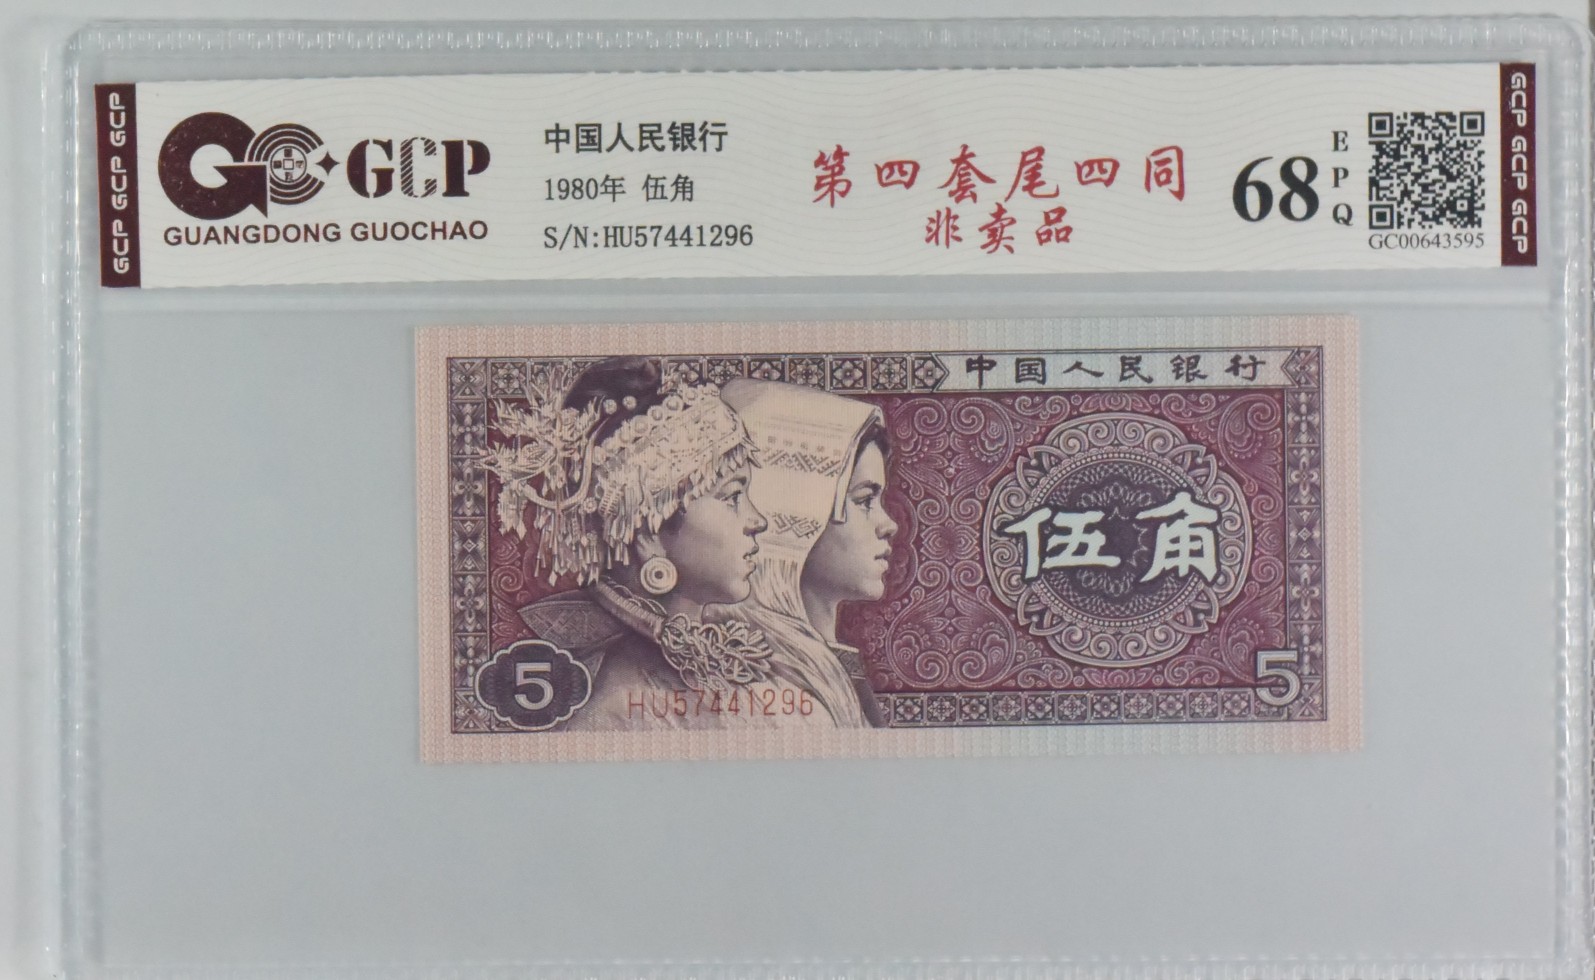 GCP GCP GCP
GCP
GUANGDONG GUOCHAO
中国人民银行
1980年 伍角
S/N:HU57441296
第四套尾四同
非卖品
68
EPQ
GC00643595
GCP GCP GCP
中国人民银行
伍角
5
HU57441296
5